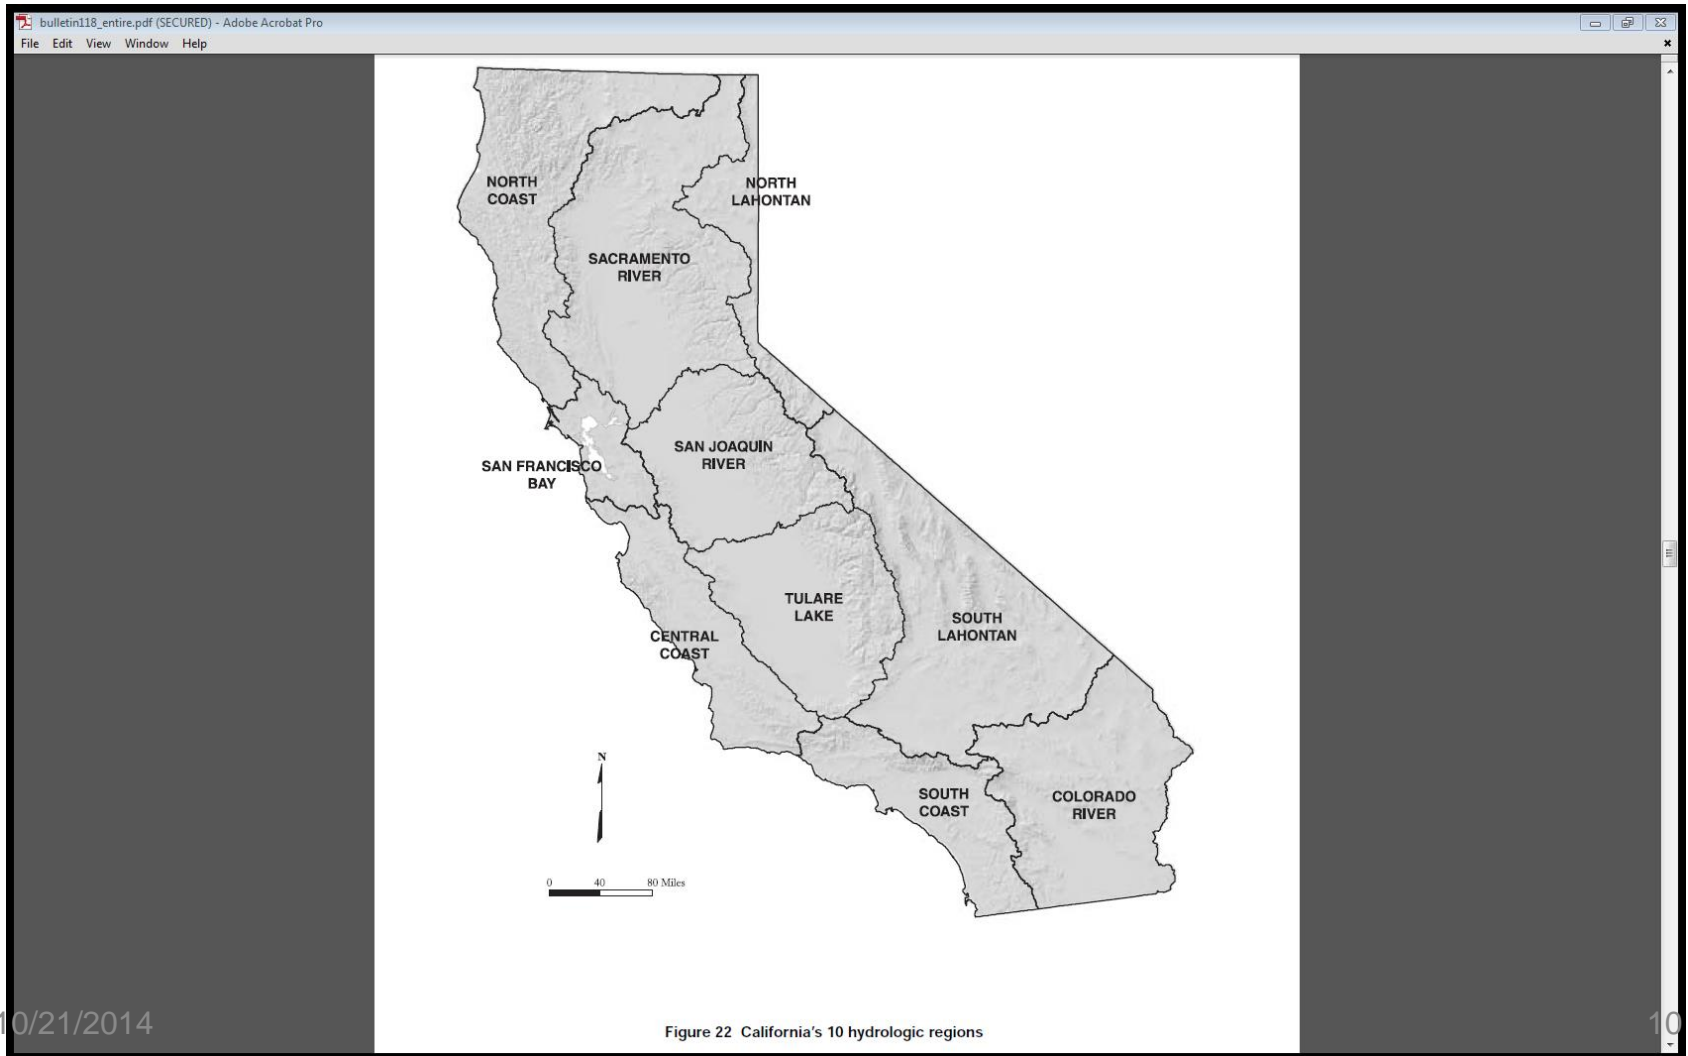 bulletin118_entire.pdf (SECURED) - Adobe Acrobat Pro
File Edit View Window Help
NORTH
COAST
NORTH
LAHONTAN
SACRAMENTO
RIVER
SAN JOAQUIN
RIVER
SAN FRANCISCO
BAY
TULARE
LAKE
CENTRAL
COAST
SOUTH
LAHONTAN
N
SOUTH
COAST
COLORADO
RIVER
0 40 80 Miles
10/21/2014
10
Figure 22 California's 10 hydrologic regions